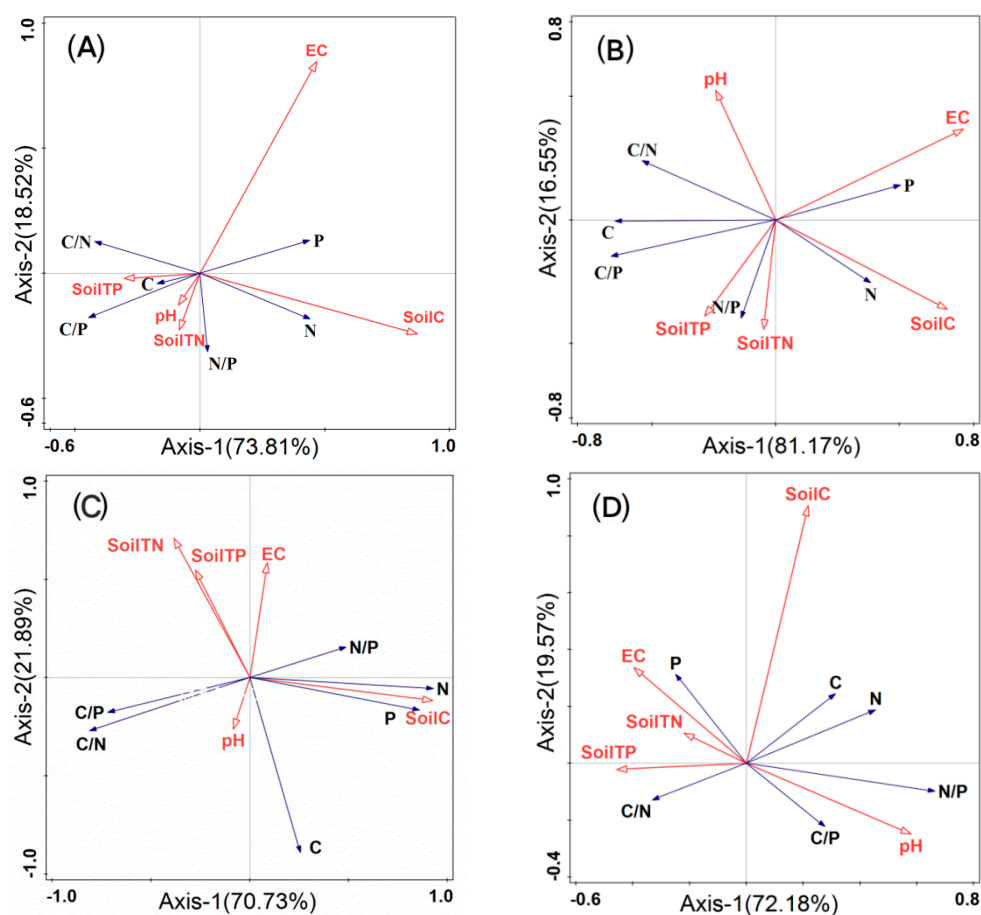 (A)
1.0
EC
Axis-2(18.52%)
P
C/N
C
SoilTP
pH
C/P
SoilTN
N
SoilC
N/P
-0.6
-0.6
Axis-1(73.81%)
1.0
(B)
0.8
pH
EC
Axis-2(16.55%)
C/N
P
C
C/P
N
N/P
SoilTP
SoilTN
SoilC
-0.8
-0.8
Axis-1(81.17%)
0.8
(C)
1.0
SoilTN
SoilTP
EC
Axis-2(21.89%)
N/P
N
C/P
P
SoilC
C/N
pH
C
-1.0
-1.0
Axis-1(70.73%)
1.0
(D)
1.0
SoilC
Axis-2(19.57%)
EC
P
C
N
SoilTN
SoilTP
N/P
C/N
C/P
pH
-0.4
-0.6
Axis-1(72.18%)
0.8